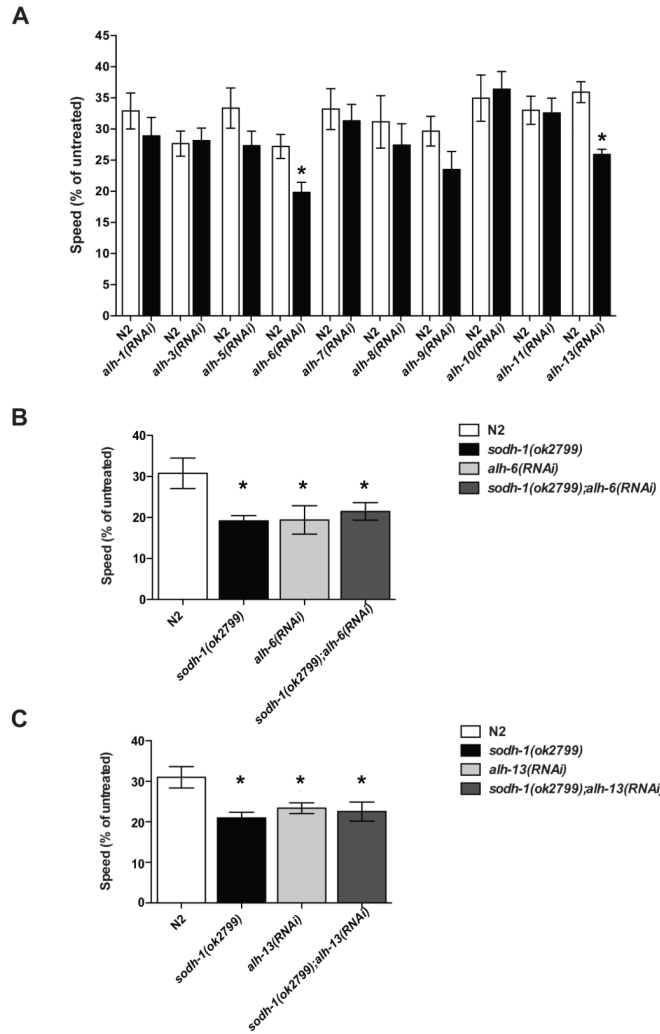 A
45
40
35
30
25
20
15
10
5
0
Speed (% of untreated)
*
*
N2
alh-1(RNAi)
N2
alh-3(RNAi)
N2
alh-5(RNAi)
N2
alh-6(RNAi)
N2
alh-7(RNAi)
N2
alh-8(RNAi)
N2
alh-9(RNAi)
N2
alh-10(RNAi)
N2
alh-11(RNAi)
N2
alh-13(RNAi)
B
40
30
20
10
0
Speed (% of untreated)
* * *
N2
sodh-1(ok2799)
alh-6(RNAi)
sodh-1(ok2799);alh-6(RNAi)
N2
sodh-1(ok2799)
alh-6(RNAi)
sodh-1(ok2799);alh-6(RNAi)
C
40
30
20
10
0
Speed (% of untreated)
* * *
N2
sodh-1(ok2799)
alh-13(RNAi)
sodh-1(ok2799);alh-13(RNAi)
N2
sodh-1(ok2799)
alh-13(RNAi)
sodh-1(ok2799);alh-13(RNAi